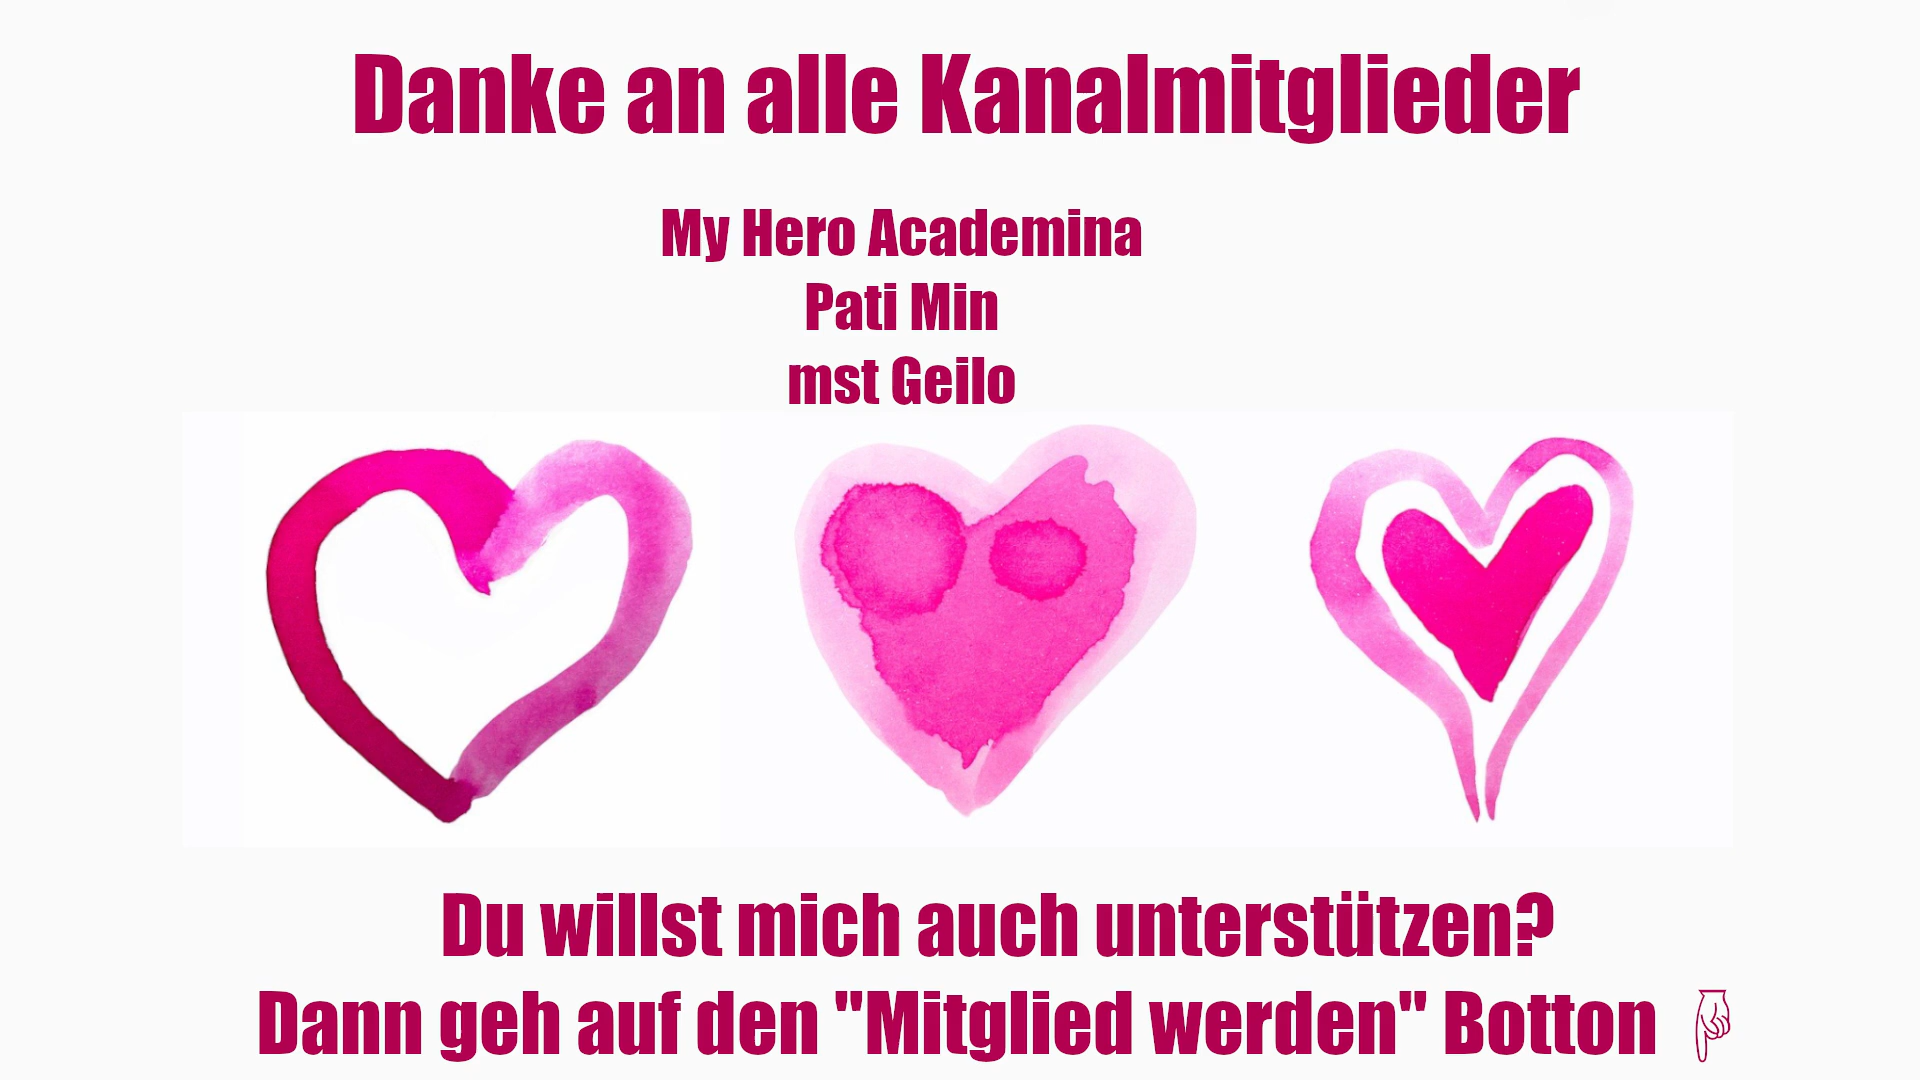 Danke an alle Kanalmitglieder
My Hero Academina
Pati Min
mst Geilo
Du willst mich auch unterstützen?
Dann geh auf den "Mitglied werden" Botton